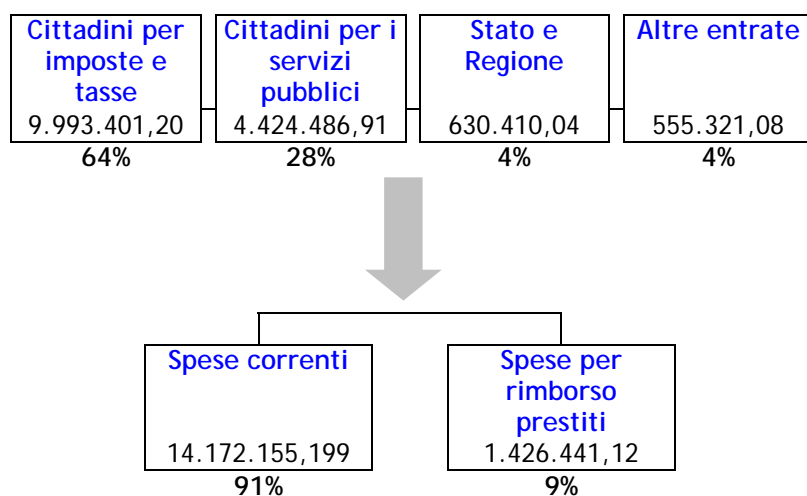 Cittadini per imposte e tasse
9.993.401,20
64%
Cittadini per i servizi pubblici
4.424.486,91
28%
Stato e Regione
630.410,04
4%
Altre entrate
555.321,08
4%
Spese correnti
14.172.155,199
91%
Spese per rimborso prestiti
1.426.441,12
9%